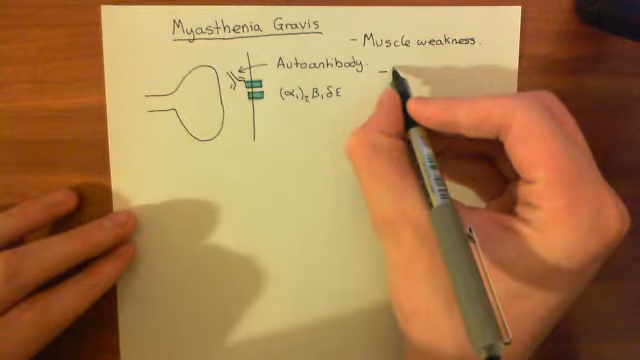 Myasthenia Gravis
- Muscle weakness.
Autoantibody.
-
(α₁)₂ β₁ δ ε